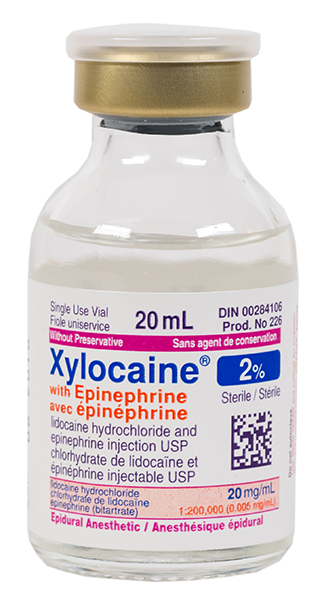 Single Use Vial
Fiole uniservice
20 mL
DIN 00284106
Prod. No 226
Without Preservative
Sans agent de conservation
Xylocaine®
2%
with Epinephrine
avec épinéphrine
Sterile / Stérile
lidocaine hydrochloride and
epinephrine injection USP
chlorhydrate de lidocaïne et
épinéphrine injectable USP
lidocaine hydrochloride
chlorhydrate de lidocaïne
20 mg/mL
epinephrine (bitartrate)
1:200,000 (0.005 mg/mL)
Epidural Anesthetic / Anesthésique épidural